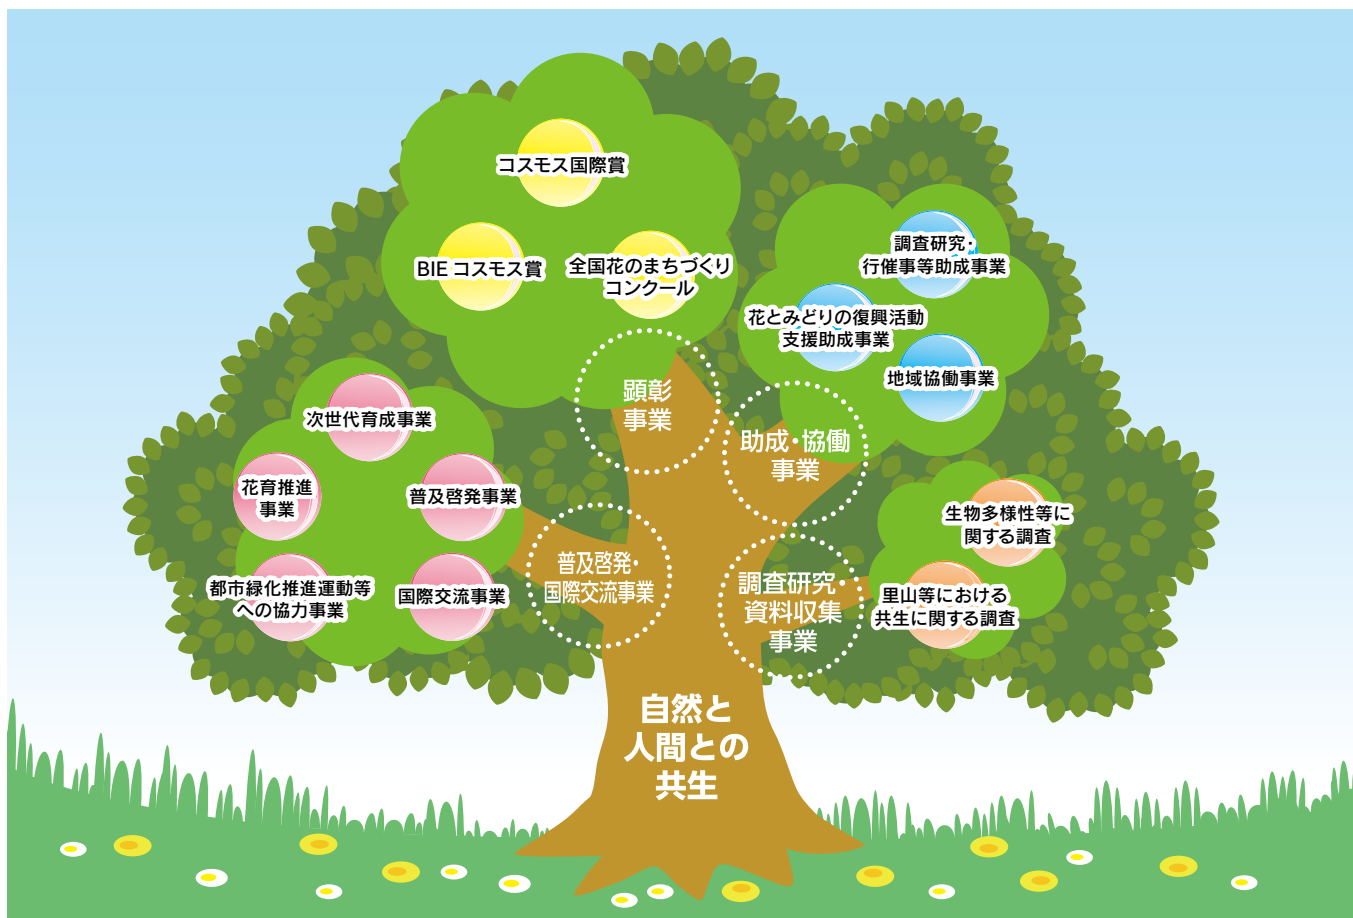 コスモス国際賞
BIE コスモス賞
全国花のまちづくり
コンクール
調査研究・
行催事等助成事業
花とみどりの復興活動
支援助成事業
地域協働事業
顕彰
事業
助成・協働
事業
次世代育成事業
花育推進
事業
普及啓発事業
都市緑化推進運動等
への協力事業
国際交流事業
普及啓発・
国際交流事業
調査研究・
資料収集
事業
生物多様性等に
関する調査
里山等における
共生に関する調査
自然と
人間との
共生